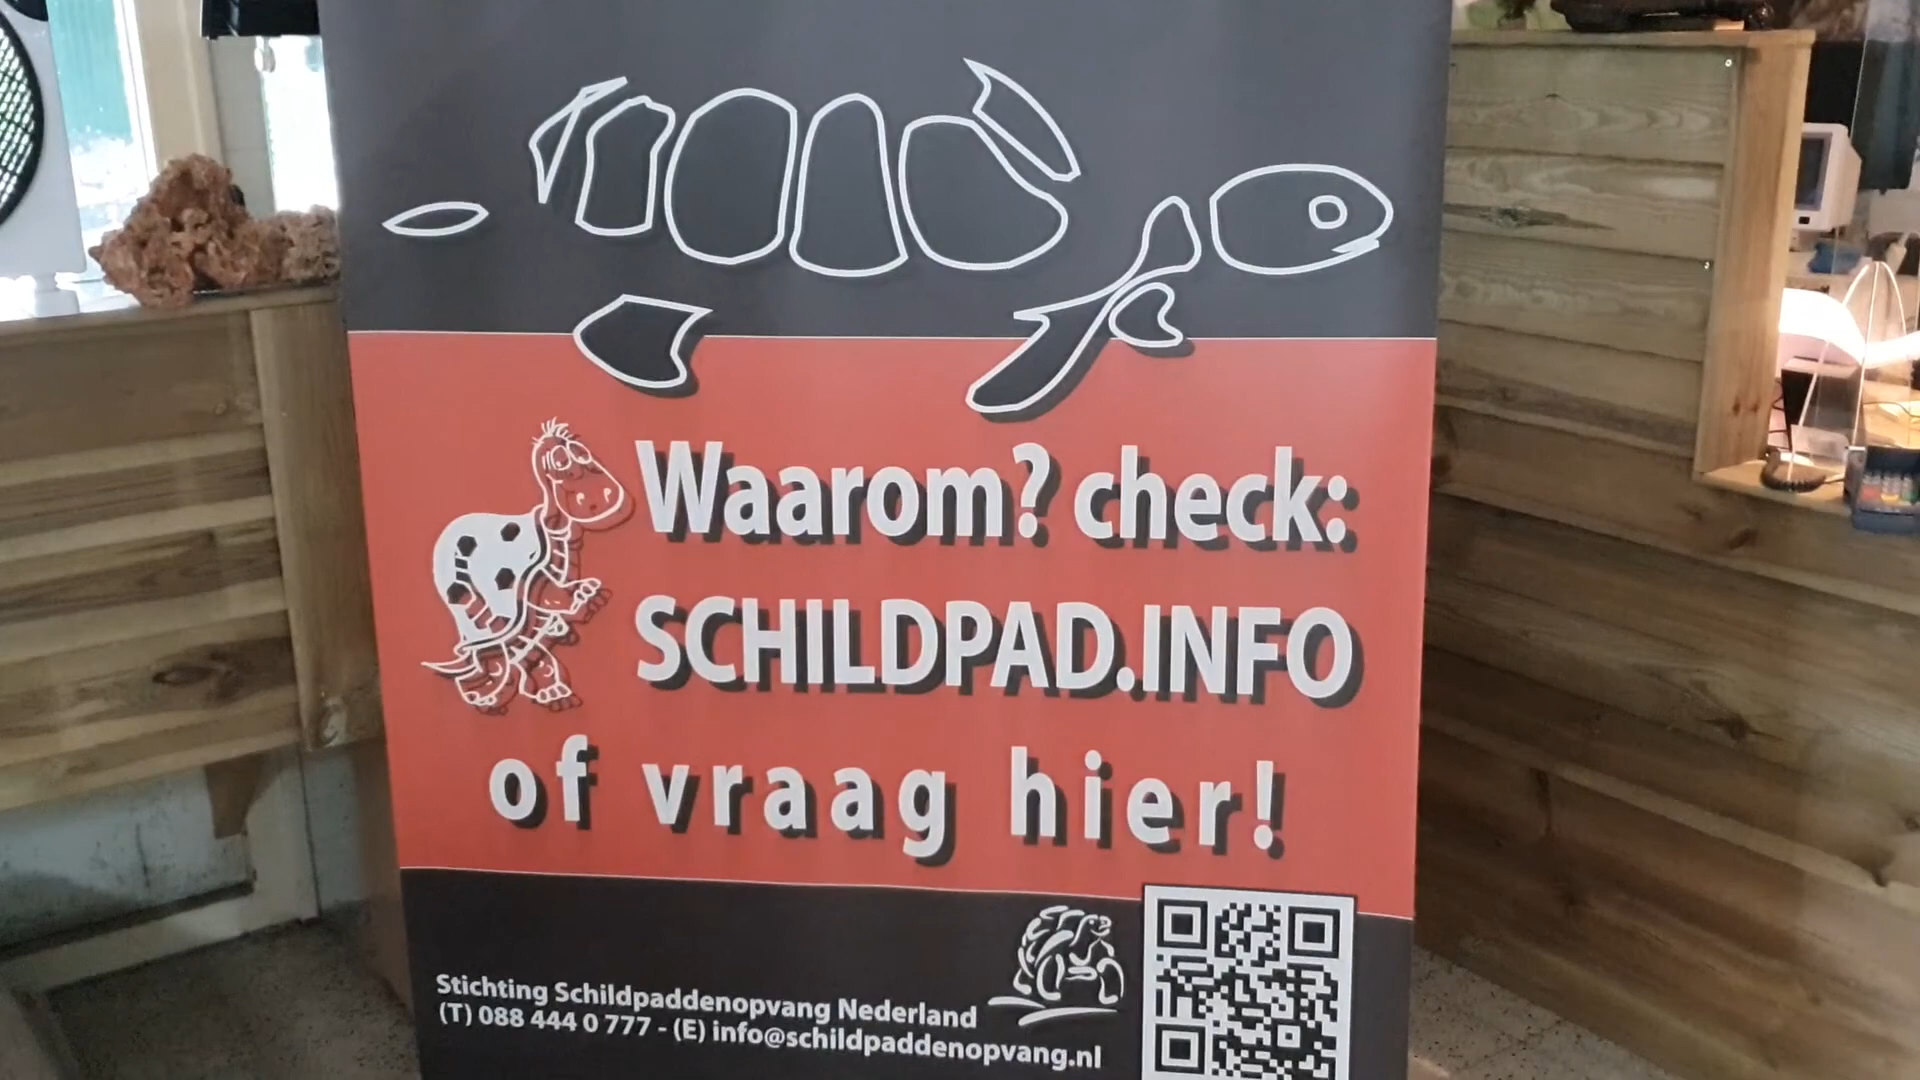 Waarom? check:
SCHILDPAD.INFO
of vraag hier!
Stichting Schildpaddenopvang Nederland
(T) 088 444 0 777 - (E) info@schildpaddenopvang.nl